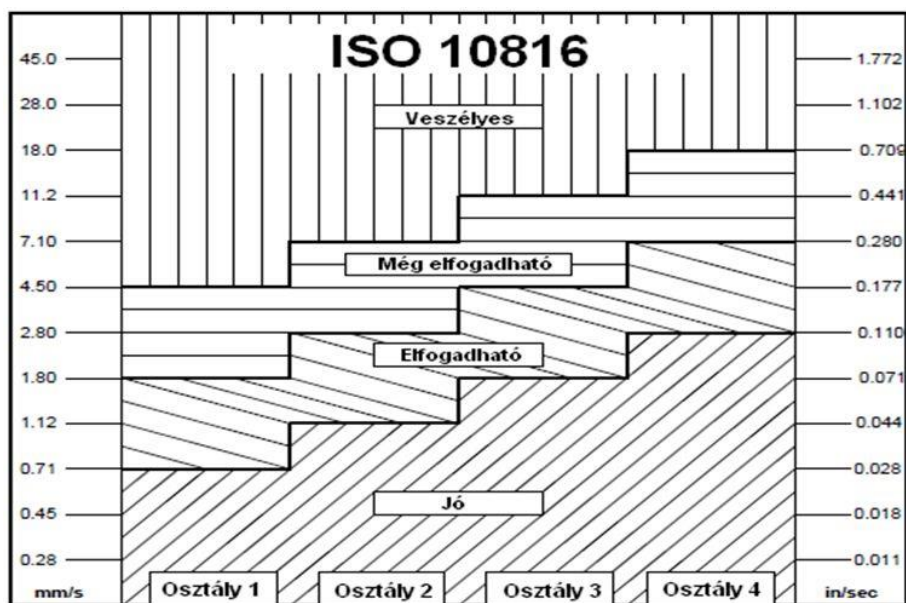 ISO 10816
45.0 1.772
28.0 Veszélyes 1.102
18.0 0.709
11.2 0.441
7.10 0.280
Még elfogadható
4.50 0.177
2.80 0.110
Elfogadható
1.80 0.071
1.12 0.044
0.71 0.028
Jó
0.45 0.018
0.28 0.011
mm/s Osztály 1 Osztály 2 Osztály 3 Osztály 4 in/sec